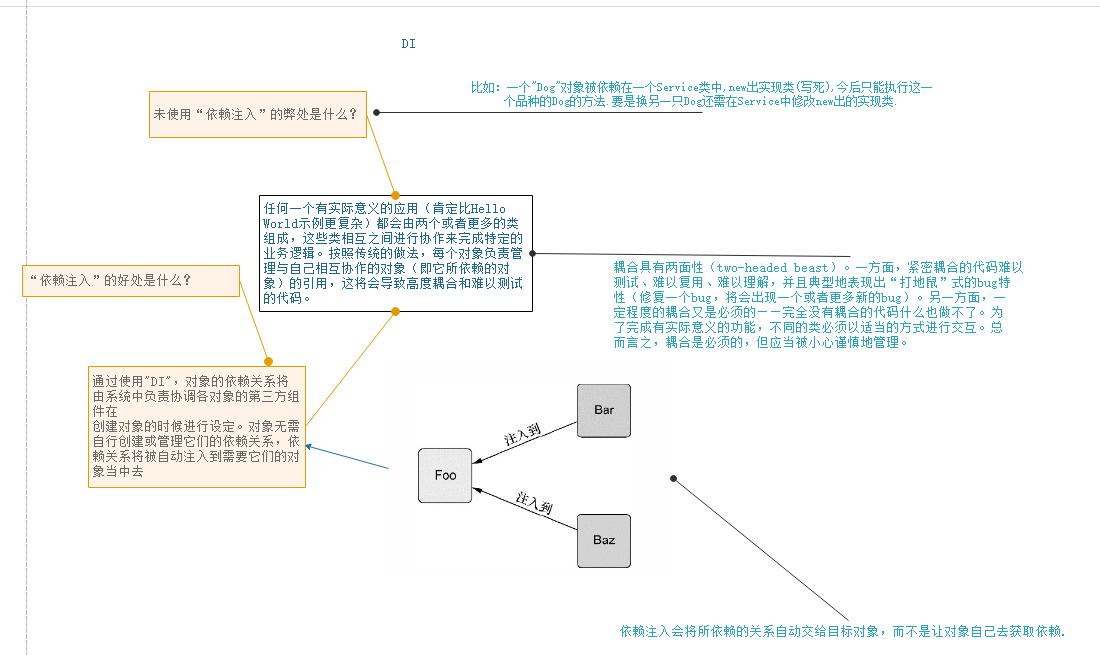 DI
比如: 一个"Dog"对象被依赖在一个Service类中,new出实现类(写死),今后只能执行这一
个品种的Dog的方法.要是换另一只Dog还需在Service中修改new出的实现类.
未使用“依赖注入”的弊处是什么?
任何一个有实际意义的应用（肯定比Hello
World示例更复杂）都会由两个或者更多的类
组成，这些类相互之间进行协作来完成特定的
业务逻辑。按照传统的做法，每个对象负责管
理与自己相互协作的对象（即它所依赖的对
象）的引用，这将会导致高度耦合和难以测试
的代码。
“依赖注入”的好处是什么?
耦合具有两面性（two-headed beast）。一方面，紧密耦合的代码难以
测试、难以复用、难以理解，并且典型地表现出“打地鼠”式的bug特
性（修复一个bug，将会出现一个或者更多新的bug）。另一方面，一
定程度的耦合又是必须的——完全没有耦合的代码什么也做不了。为
了完成有实际意义的功能，不同的类必须以适当的方式进行交互。总
而言之，耦合是必须的，但应当被小心谨慎地管理。
通过使用"DI"，对象的依赖关系将
由系统中负责协调各对象的第三方组
件在
创建对象的时候进行设定。对象无需
自行创建或管理它们的依赖关系，依
赖关系将被自动注入到需要它们的对
象当中去
Bar
注入到
Foo
注入到
Baz
依赖注入会将所依赖的关系自动交给目标对象，而不是让对象自己去获取依赖.